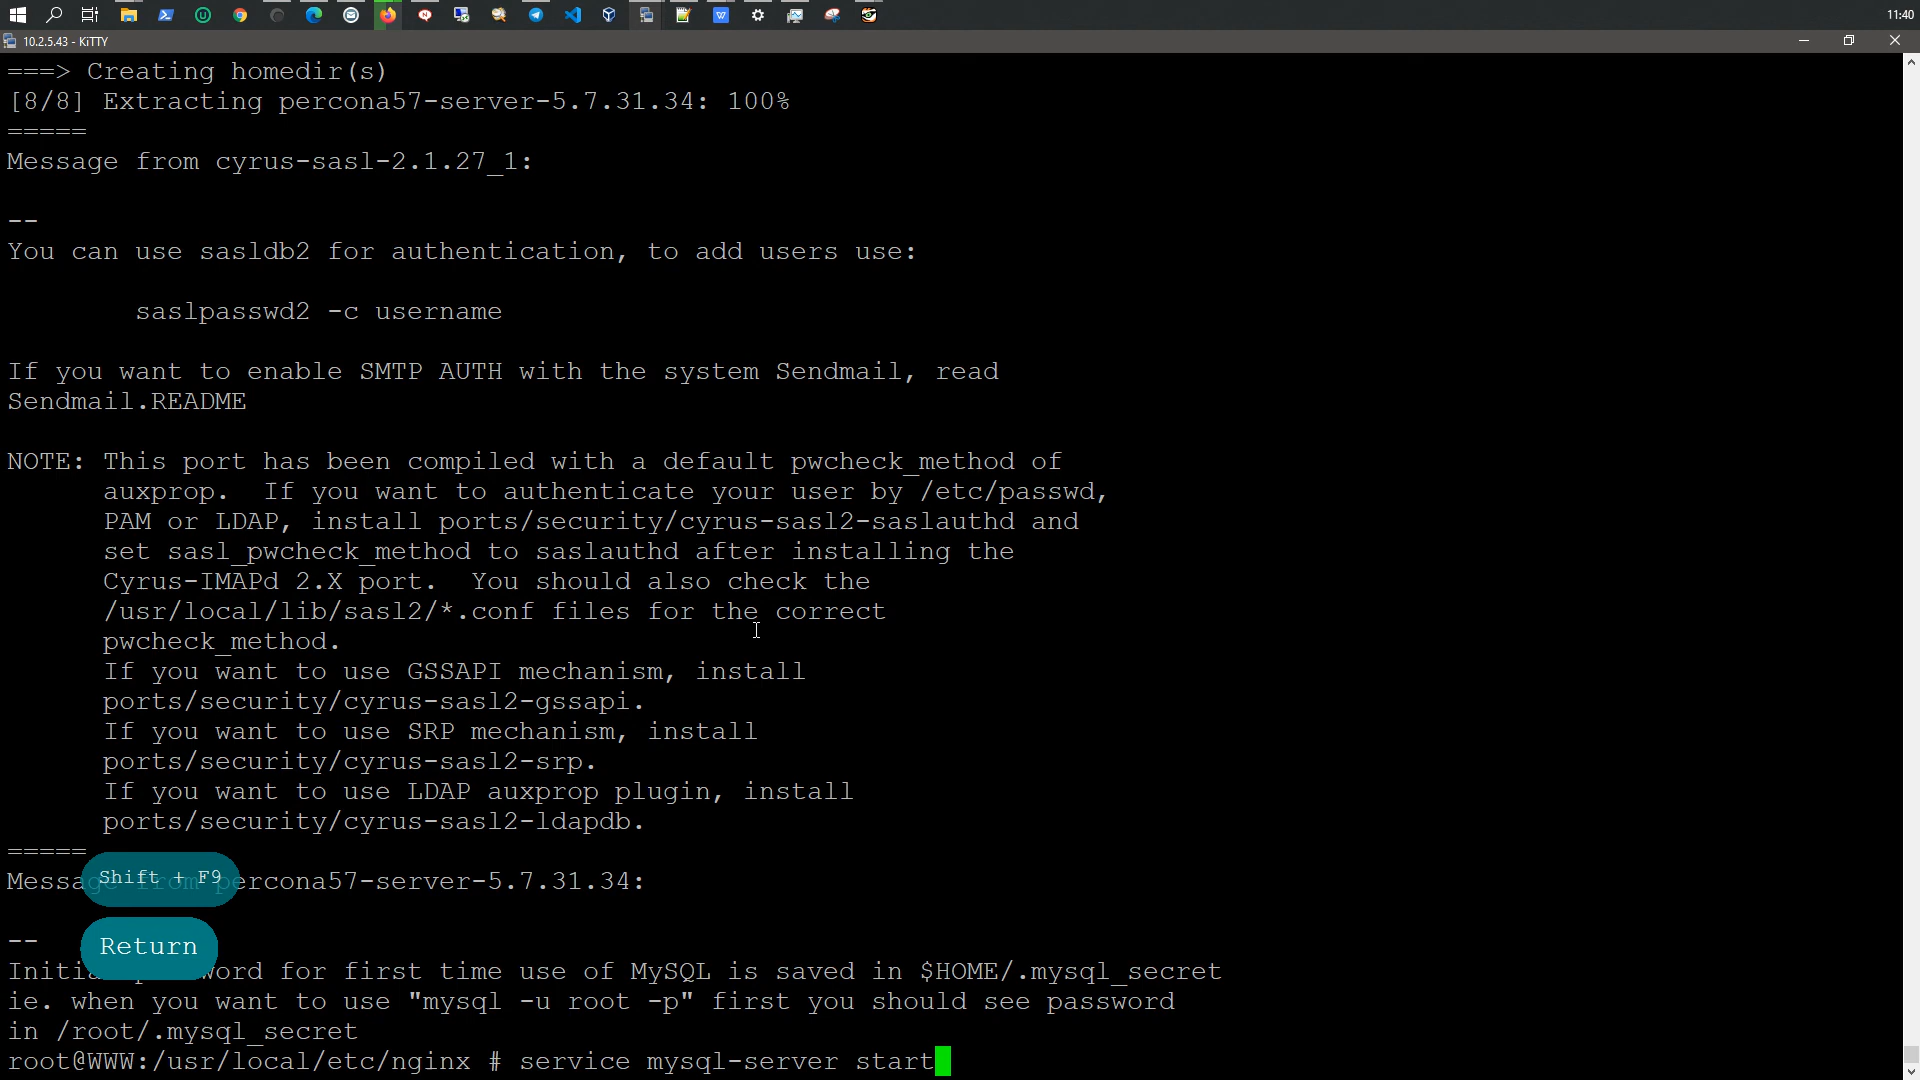 11:40
10.2.5.43 - KiTTY
===> Creating homedir(s)
[8/8] Extracting percona57-server-5.7.31.34: 100%
=====
Message from cyrus-sasl-2.1.27_1:
--
You can use sasldb2 for authentication, to add users use:
saslpasswd2 -c username
If you want to enable SMTP AUTH with the system Sendmail, read
Sendmail.README
NOTE: This port has been compiled with a default pwcheck_method of
auxprop.  If you want to authenticate your user by /etc/passwd,
PAM or LDAP, install ports/security/cyrus-sasl2-saslauthd and
set sasl_pwcheck_method to saslauthd after installing the
Cyrus-IMAPd 2.X port.  You should also check the
/usr/local/lib/sasl2/*.conf files for the correct
pwcheck_method.
If you want to use GSSAPI mechanism, install
ports/security/cyrus-sasl2-gssapi.
If you want to use SRP mechanism, install
ports/security/cyrus-sasl2-srp.
If you want to use LDAP auxprop plugin, install
ports/security/cyrus-sasl2-ldapdb.
=====
Shift + F9
Message from percona57-server-5.7.31.34:
--
Return
Initial password for first time use of MySQL is saved in $HOME/.mysql_secret
ie. when you want to use "mysql -u root -p" first you should see password
in /root/.mysql_secret
root@WWW:/usr/local/etc/nginx # service mysql-server start